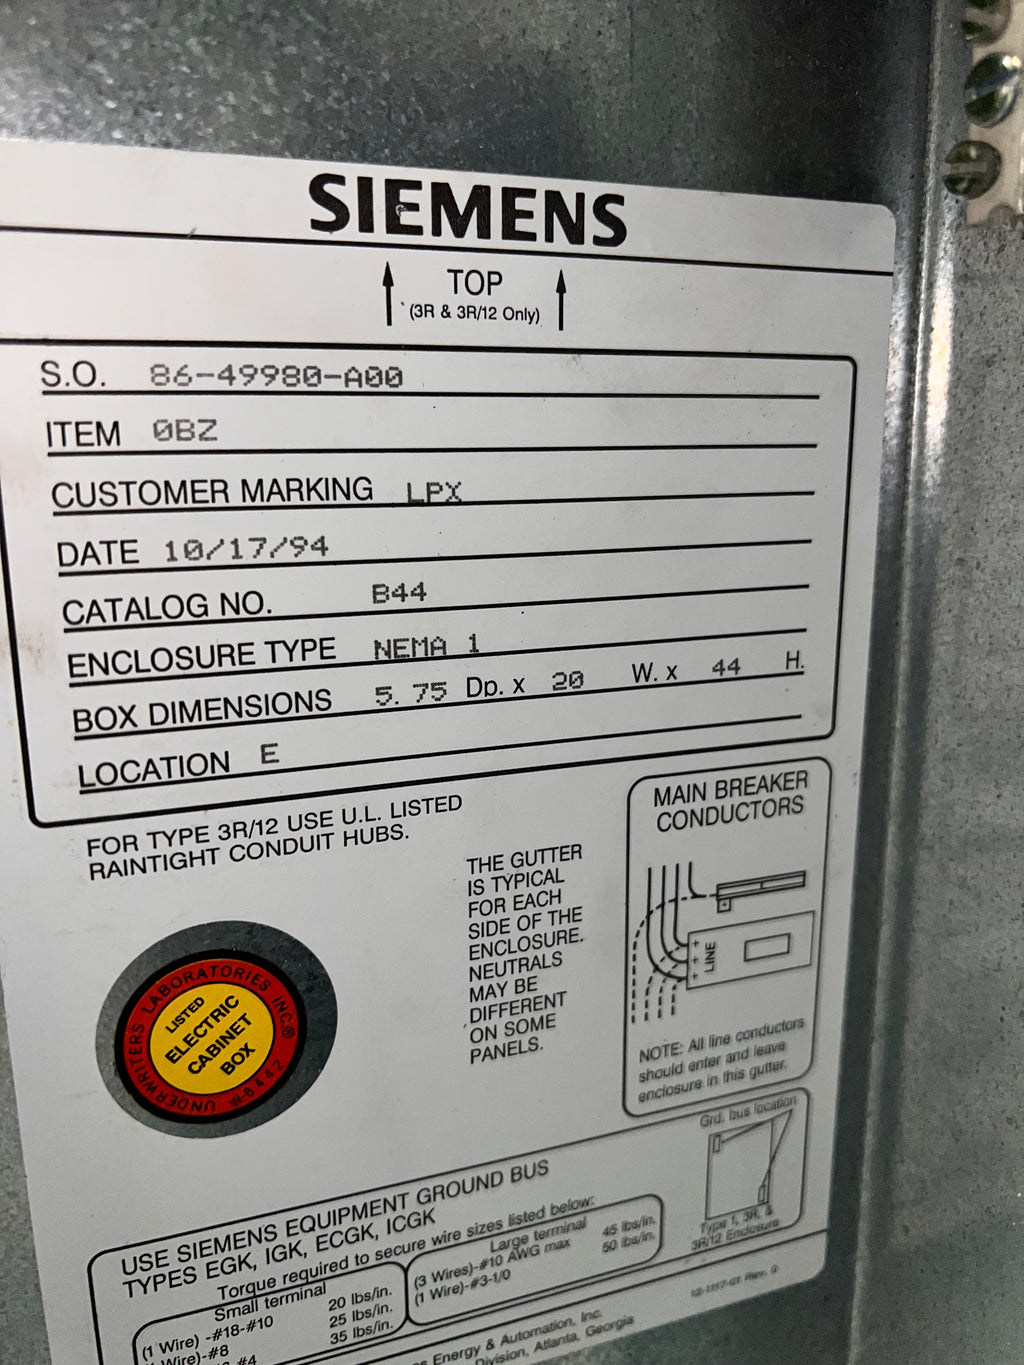 SIEMENS
TOP
(3R & 3R/12 Only)
S.O. 86-49980-A00
ITEM 0BZ
CUSTOMER MARKING LPX
DATE 10/17/94
CATALOG NO. B44
ENCLOSURE TYPE NEMA 1
BOX DIMENSIONS 5.75 Dp. x 20 W. x 44 H.
LOCATION E
FOR TYPE 3R/12 USE U.L. LISTED
RAINTIGHT CONDUIT HUBS.
THE GUTTER
IS TYPICAL
FOR EACH
SIDE OF THE
ENCLOSURE.
NEUTRALS
MAY BE
DIFFERENT
ON SOME
PANELS.
MAIN BREAKER
CONDUCTORS
LINE
NOTE: All line conductors
should enter and leave
enclosure in this gutter.
UNDERWRITERS LABORATORIES INC®
LISTED
ELECTRIC
CABINET
BOX
W-8442
Grd. bus location
Type 1, 3R, &
3R/12 Enclosure
USE SIEMENS EQUIPMENT GROUND BUS
TYPES EGK, IGK, ECGK, ICGK
Torque required to secure wire sizes listed below:
Small terminal
(1 Wire) -#18-#10 20 lbs/in.
Wire)-#8 25 lbs/in.
#4 35 lbs/in.
Large terminal
(3 Wires)-#10 AWG max 45 lbs/in.
(1 Wire)-#3-1/0 50 lbs/in.
Energy & Automation, Inc.
Division, Atlanta, Georgia